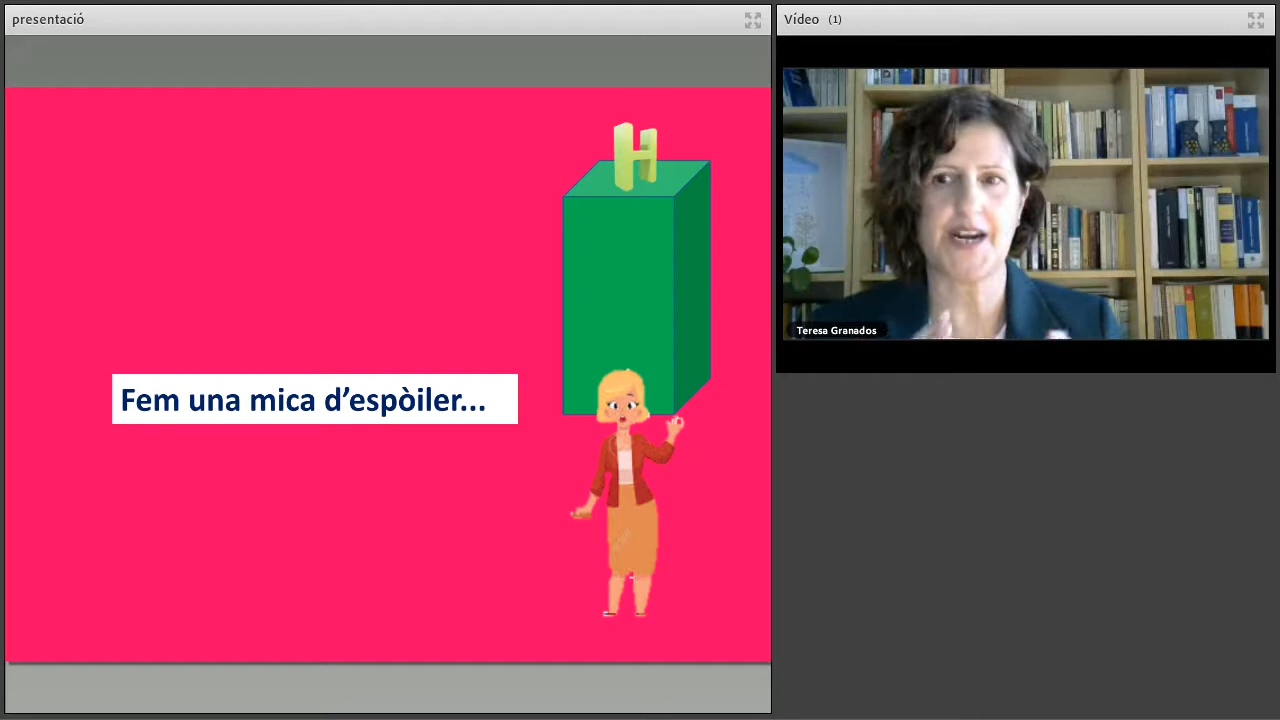 presentació
Vídeo (1)
H
Fem una mica d’espòiler...
Teresa Granados